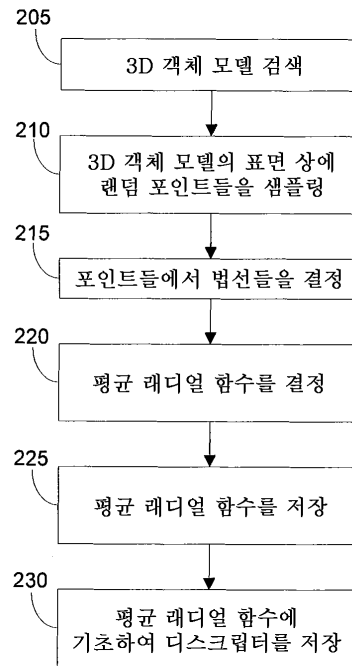 205
3D 객체 모델 검색
210
3D 객체 모델의 표면 상에
랜덤 포인트들을 샘플링
215
포인트들에서 법선들을 결정
220
평균 래디얼 함수를 결정
225
평균 래디얼 함수를 저장
230
평균 래디얼 함수에
기초하여 디스크립터를 저장